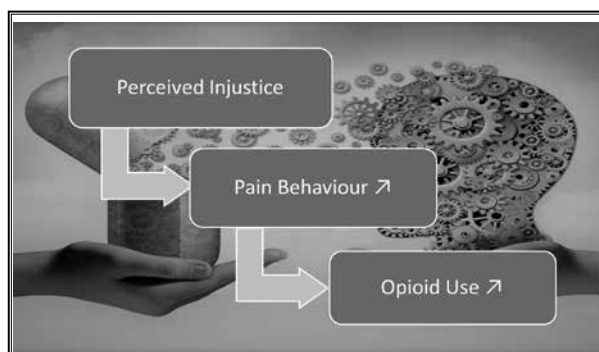 Perceived Injustice
Pain Behaviour ↗
Opioid Use ↗